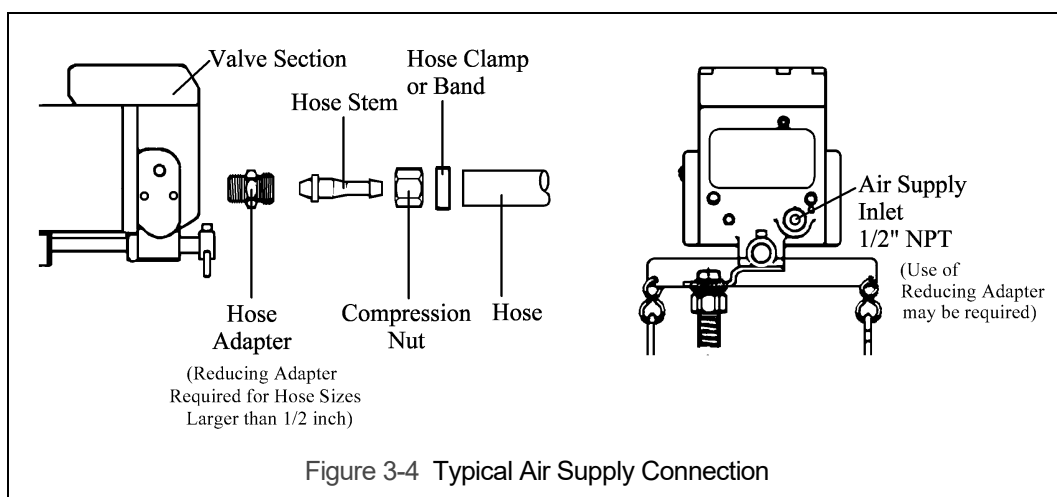 Valve Section
Hose Stem
Hose Clamp
or Band
Hose
Adapter
(Reducing Adapter
Required for Hose Sizes
Larger than 1/2 inch)
Compression
Nut
Hose
Air Supply
Inlet
1/2" NPT
(Use of
Reducing Adapter
may be required)
Figure 3-4 Typical Air Supply Connection